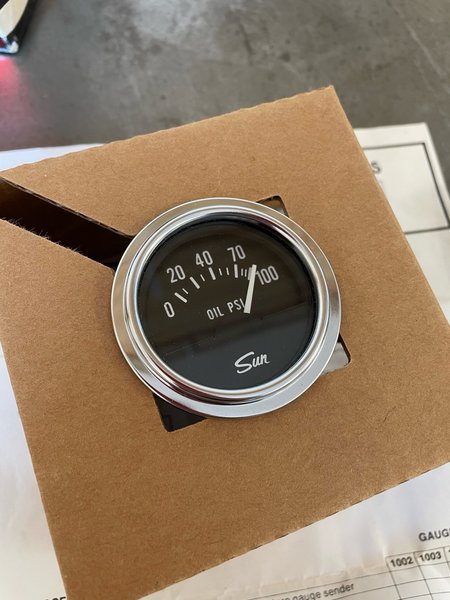 S
0 20 40 70 100
OIL PSI
Sun
GAUG
1002 1003
gauge sender